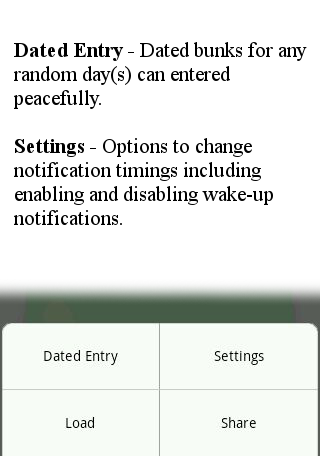 Dated Entry - Dated bunks for any
random day(s) can entered
peacefully.
Settings - Options to change
notification timings including
enabling and disabling wake-up
notifications.
Dated Entry
Settings
Load
Share